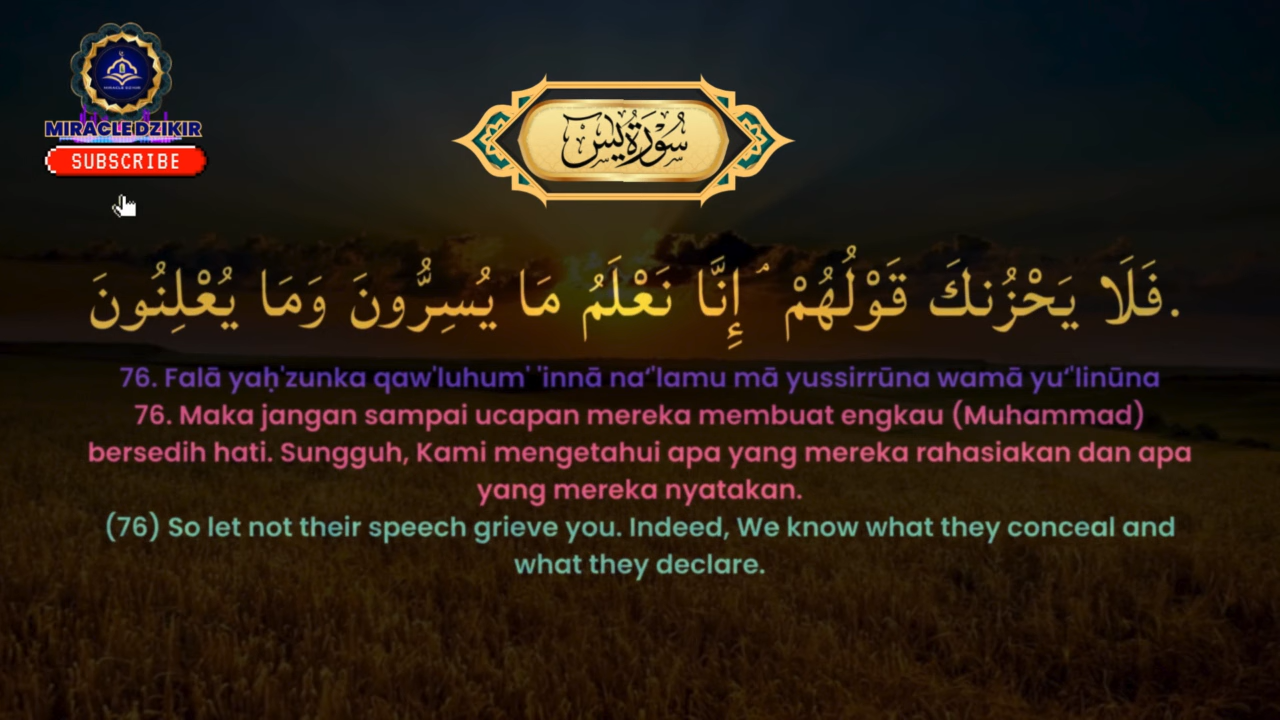 MIRACLE DZIKIR
MIRACLEDZIKIR
SUBSCRIBE
سُوْرَةُ يٰسٓ
فَلَا يَحْزُنكَ قَوْلُهُمْ ۘ إِنَّا نَعْلَمُ مَا يُسِرُّونَ وَمَا يُعْلِنُونَ.
76. Falā yaḥ'zunka qaw'luhum' 'innā na‘'lamu mā yussirrūna wamā yu‘'linūna
76. Maka jangan sampai ucapan mereka membuat engkau (Muhammad)
bersedih hati. Sungguh, Kami mengetahui apa yang mereka rahasiakan dan apa
yang mereka nyatakan.
(76) So let not their speech grieve you. Indeed, We know what they conceal and
what they declare.